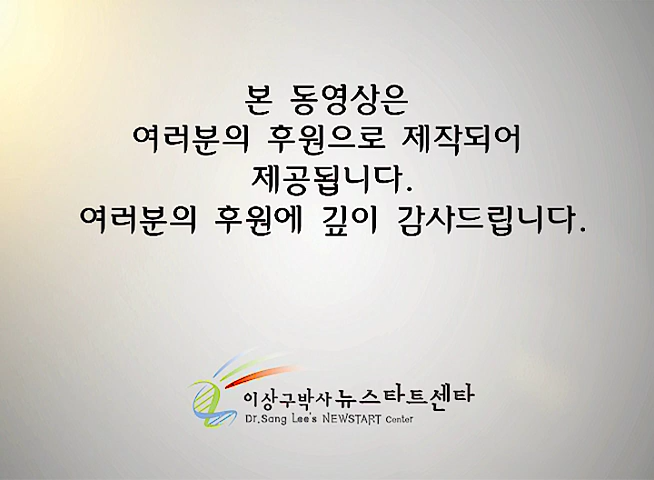 본 동영상은
여러분의 후원으로 제작되어
제공됩니다.
여러분의 후원에 깊이 감사드립니다.
이상구박사 뉴스타트센타
Dr.Sang Lee's NEWSTART Center